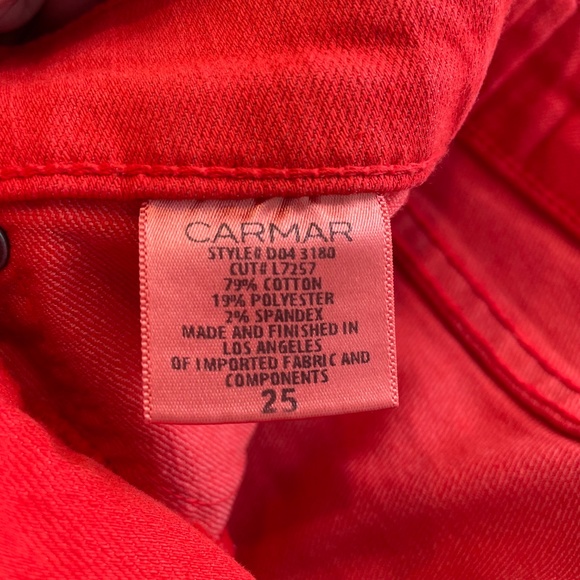 CARMAR
STYLE# D04 3180
CUT# L7257
79% COTTON
19% POLYESTER
2% SPANDEX
MADE AND FINISHED IN
LOS ANGELES
OF IMPORTED FABRIC AND
COMPONENTS
25